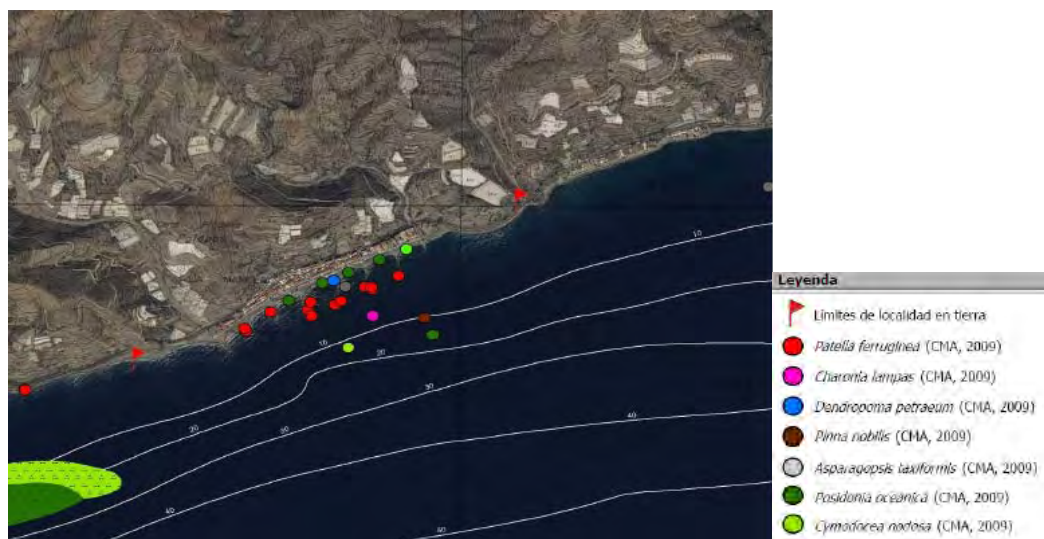 10
10
20
20
30
30
40
40
Leyenda
Límites de localidad en tierra
Patella ferruginea (CMA, 2009)
Charonia lampas (CMA, 2009)
Dendropoma petraeum (CMA, 2009)
Pinna nobilis (CMA, 2009)
Asparagopsis taxiformis (CMA, 2009)
Posidonia oceanica (CMA, 2009)
Cymodocea nodosa (CMA, 2009)